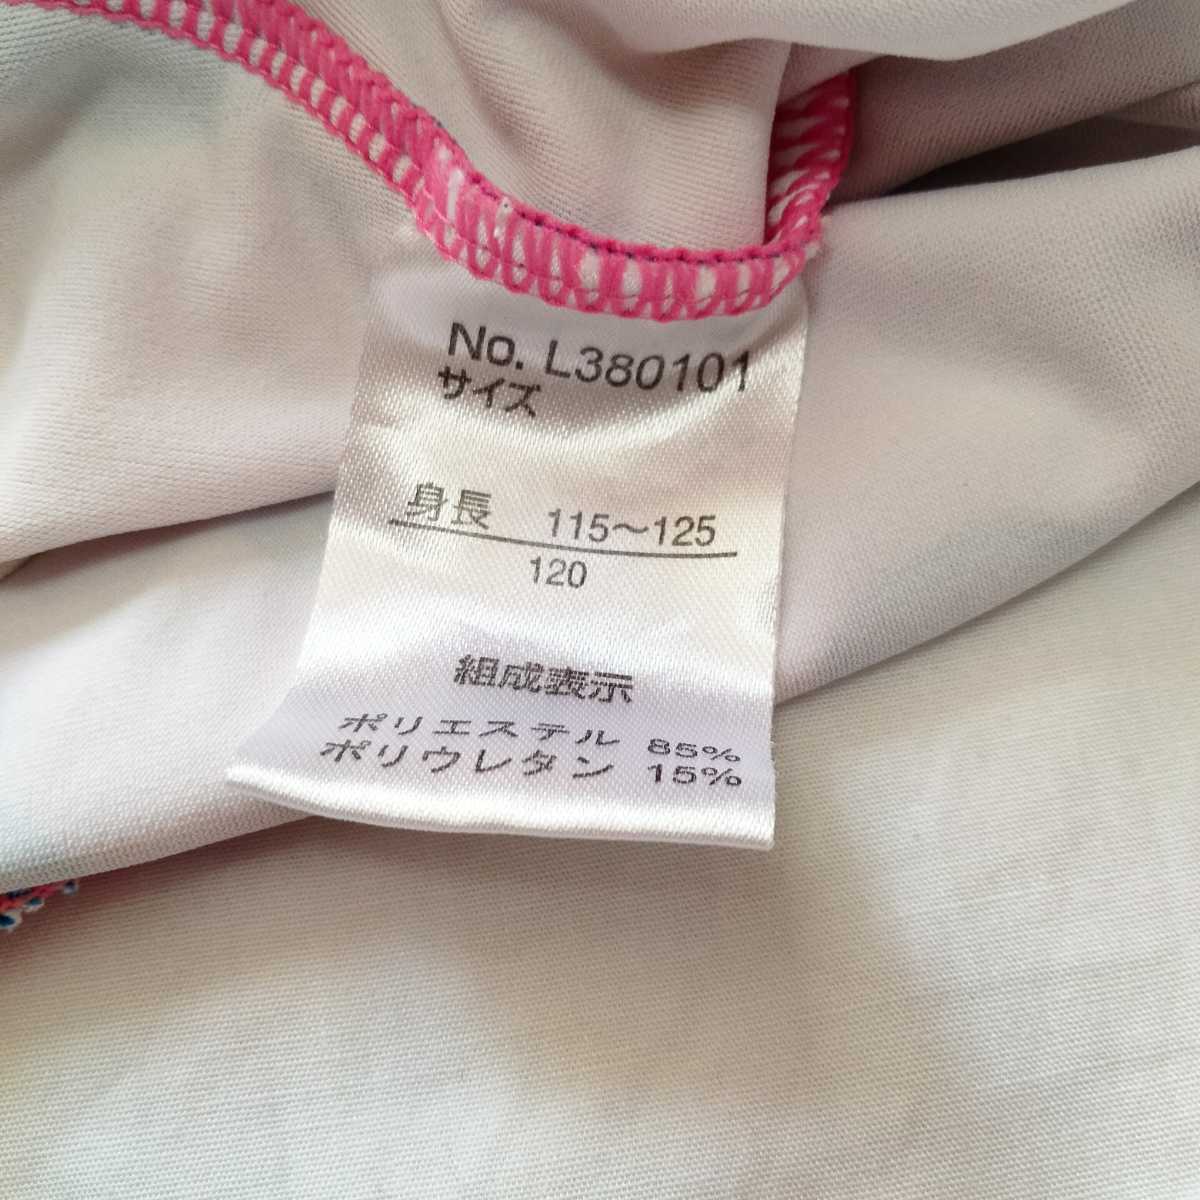 No. L380101
サイズ
身長 115〜125
120
組成表示
ポリエステル 85%
ポリウレタン 15%